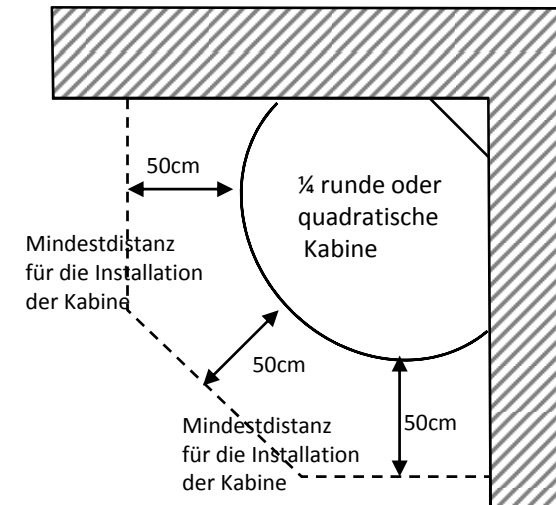 50cm
¼ runde oder
quadratische
Kabine
Mindestdistanz
für die Installation
der Kabine
50cm
Mindestdistanz
für die Installation
der Kabine
50cm